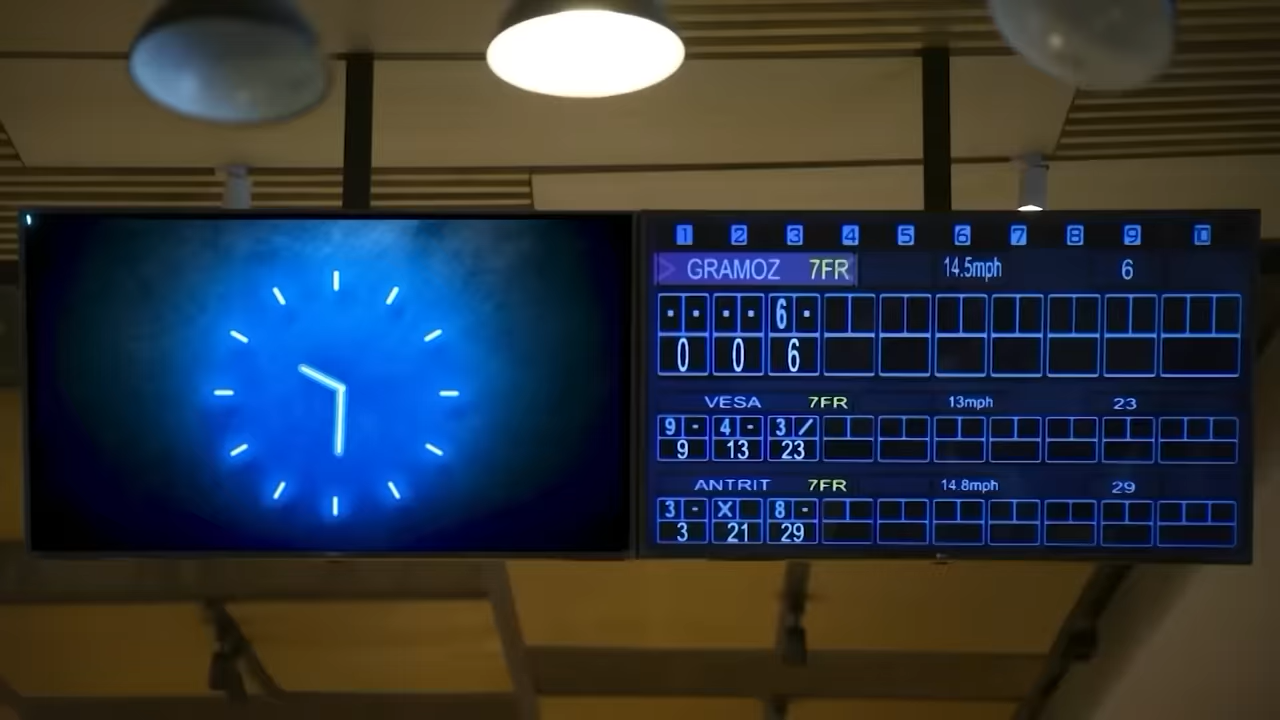 1 2 3 4 5 6 7 8 9 10
> GRAMOZ 7FR 14.5mph 6
- - - - 6 -
0 0 6
VESA 7FR 13mph 23
9 - 4 - 3 /
9 13 23
ANTRIT 7FR 14.8mph 29
3 - X 8 -
3 21 29